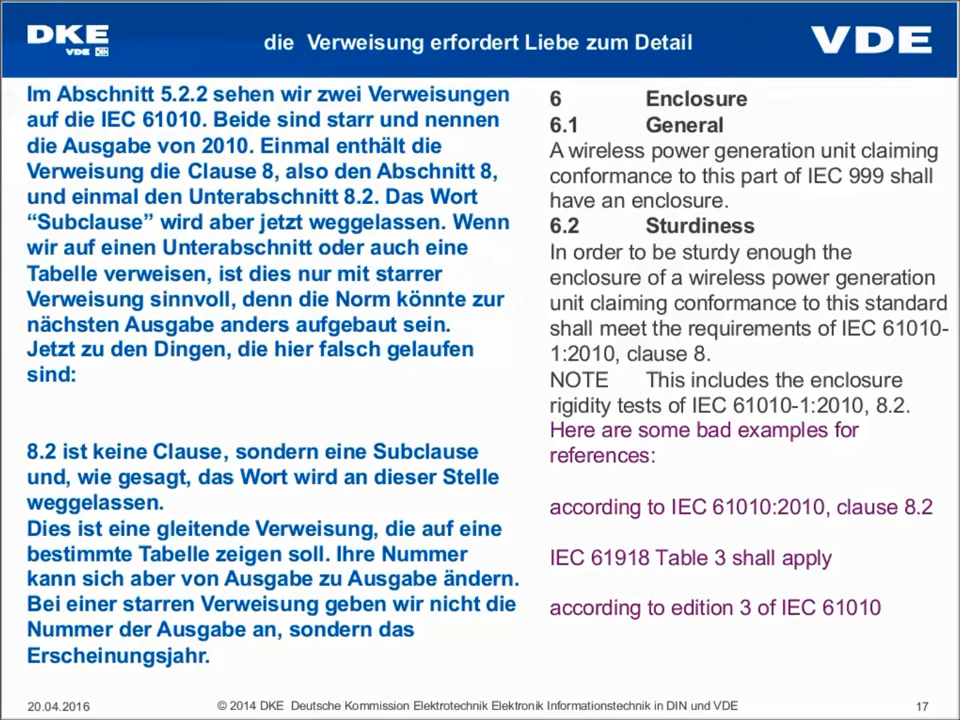 DKE
VDE DIN
die Verweisung erfordert Liebe zum Detail
VDE
Im Abschnitt 5.2.2 sehen wir zwei Verweisungen
auf die IEC 61010. Beide sind starr und nennen
die Ausgabe von 2010. Einmal enthält die
Verweisung die Clause 8, also den Abschnitt 8,
und einmal den Unterabschnitt 8.2. Das Wort
“Subclause” wird aber jetzt weggelassen. Wenn
wir auf einen Unterabschnitt oder auch eine
Tabelle verweisen, ist dies nur mit starrer
Verweisung sinnvoll, denn die Norm könnte zur
nächsten Ausgabe anders aufgebaut sein.
Jetzt zu den Dingen, die hier falsch gelaufen
sind:
8.2 ist keine Clause, sondern eine Subclause
und, wie gesagt, das Wort wird an dieser Stelle
weggelassen.
Dies ist eine gleitende Verweisung, die auf eine
bestimmte Tabelle zeigen soll. Ihre Nummer
kann sich aber von Ausgabe zu Ausgabe ändern.
Bei einer starren Verweisung geben wir nicht die
Nummer der Ausgabe an, sondern das
Erscheinungsjahr.
6 Enclosure
6.1 General
A wireless power generation unit claiming
conformance to this part of IEC 999 shall
have an enclosure.
6.2 Sturdiness
In order to be sturdy enough the
enclosure of a wireless power generation
unit claiming conformance to this standard
shall meet the requirements of IEC 61010-
1:2010, clause 8.
NOTE This includes the enclosure
rigidity tests of IEC 61010-1:2010, 8.2.
Here are some bad examples for
references:
according to IEC 61010:2010, clause 8.2
IEC 61918 Table 3 shall apply
according to edition 3 of IEC 61010
20.04.2016
© 2014 DKE Deutsche Kommission Elektrotechnik Elektronik Informationstechnik in DIN und VDE
17